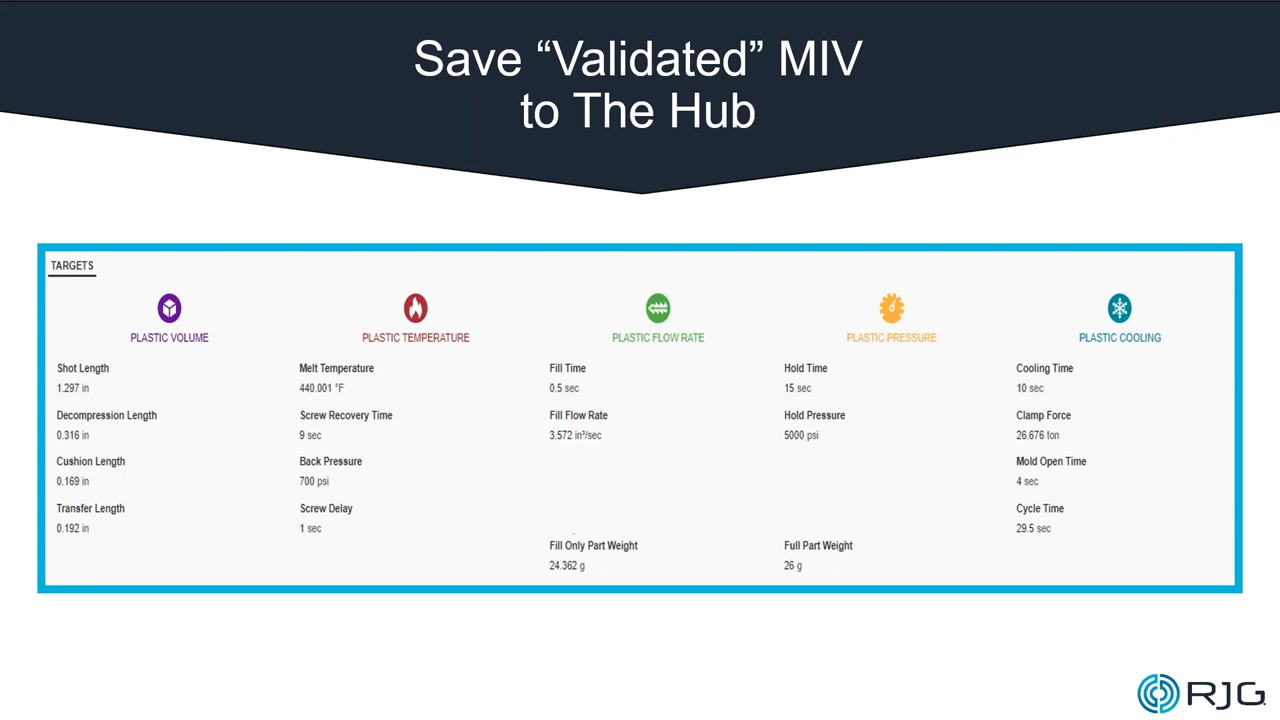 Save “Validated” MIV
to The Hub
TARGETS
PLASTIC VOLUME
Shot Length
1.297 in
Decompression Length
0.316 in
Cushion Length
0.169 in
Transfer Length
0.192 in
PLASTIC TEMPERATURE
Melt Temperature
440.001 °F
Screw Recovery Time
9 sec
Back Pressure
700 psi
Screw Delay
1 sec
PLASTIC FLOW RATE
Fill Time
0.5 sec
Fill Flow Rate
3.572 in³/sec
Fill Only Part Weight
24.362 g
PLASTIC PRESSURE
Hold Time
15 sec
Hold Pressure
5000 psi
Full Part Weight
26 g
PLASTIC COOLING
Cooling Time
10 sec
Clamp Force
26.676 ton
Mold Open Time
4 sec
Cycle Time
29.5 sec
RJG